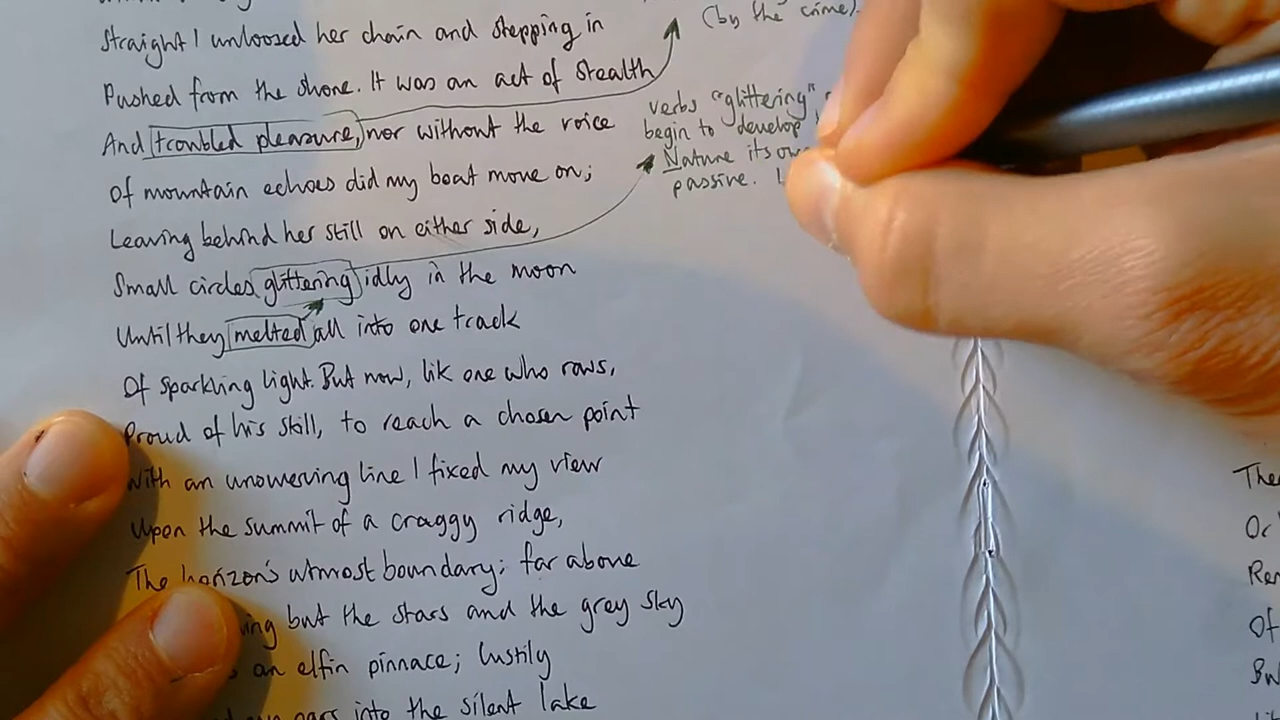 Straight I unloosed her chain and stepping in
Pushed from the shore. It was an act of stealth
And troubled pleasure, nor without the voice
of mountain echoes did my boat move on;
Leaving behind her still on either side,
Small circles glittering idly in the moon
Until they melted all into one track
Of sparkling light. But now, lik one who rows,
Proud of his skill, to reach a chosen point
With an unswerving line I fixed my view
Upon the summit of a craggy ridge,
The horizon's utmost boundary; far above
but the stars and the grey sky
an elfin pinnace; lustily
oars into the silent lake
(by the crime)
verbs "glittering"
begin to develop
Nature its
passive.
The
Or
Of